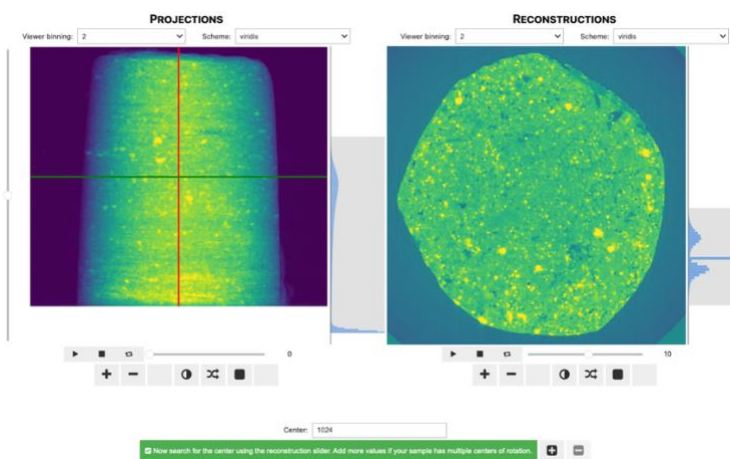 PROJECTIONS
RECONSTRUCTIONS
Viewer binning: 2 Scheme: viridis
Viewer binning: 2 Scheme: viridis
0
10
Center: 1024
Now search for the center using the reconstruction slider. Add more values if your sample has multiple centers of rotation.